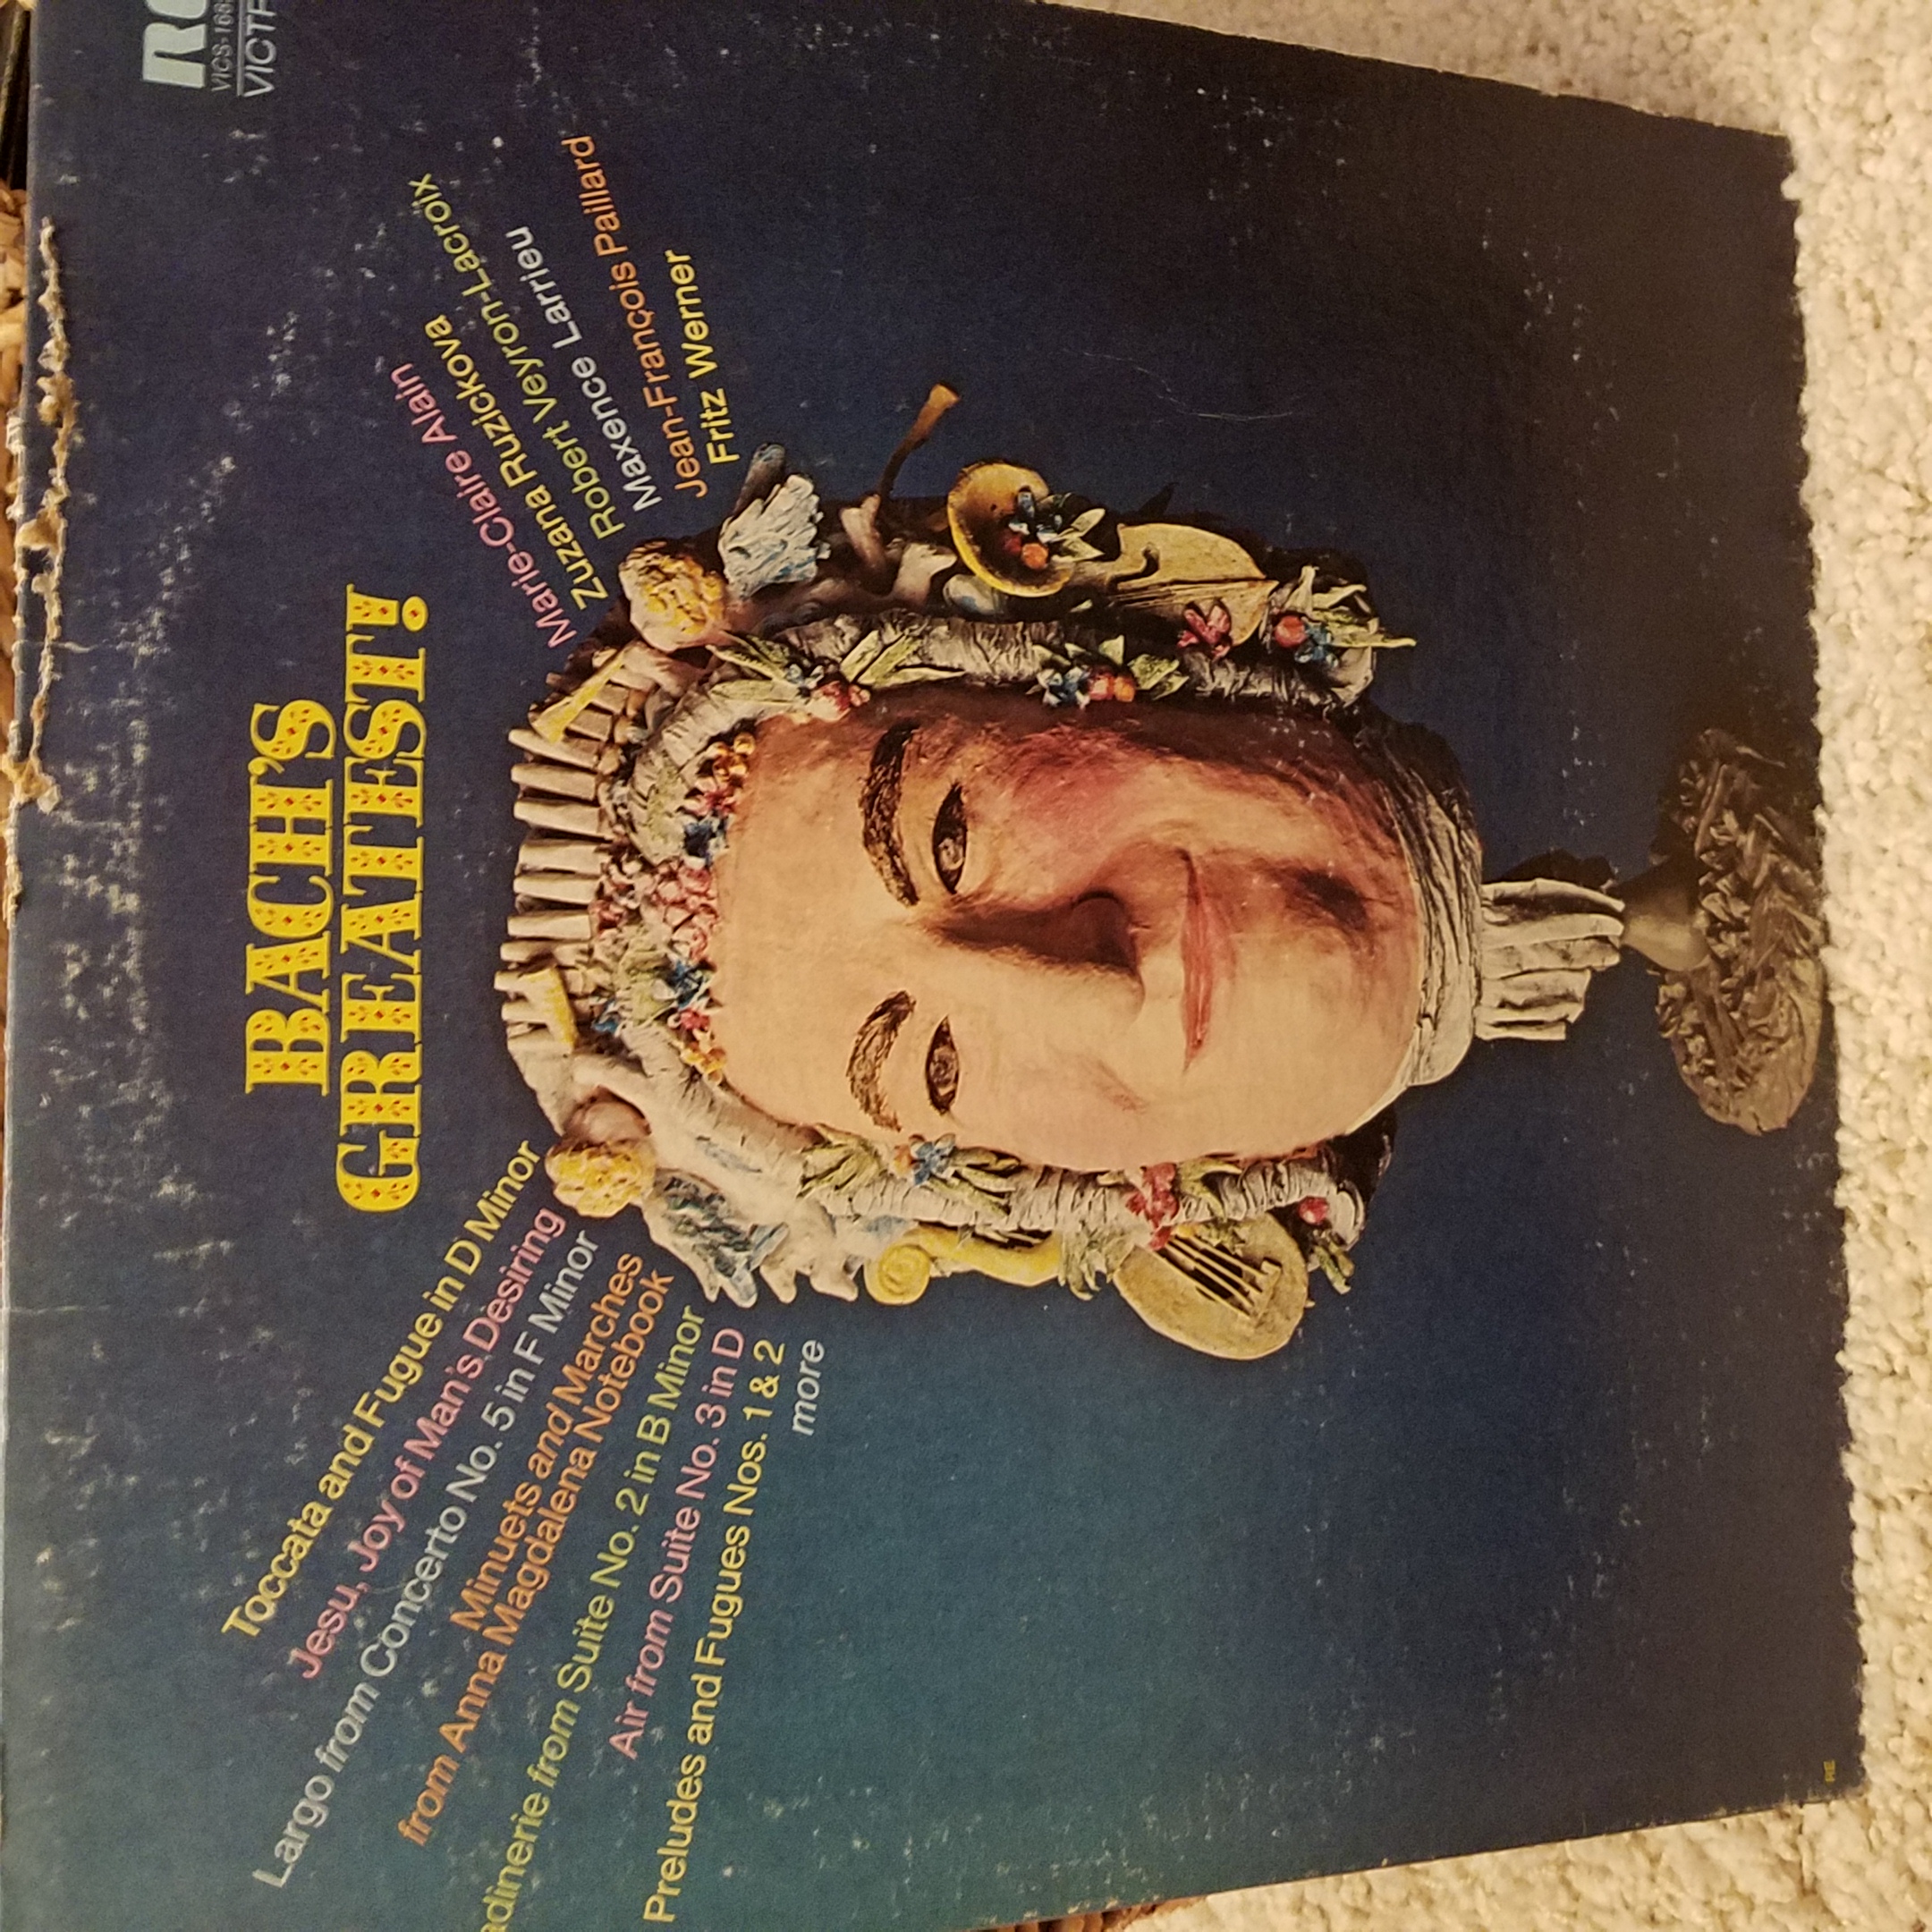 BACH'S
GREATEST!
Toccata and Fugue in D Minor
Jesu, Joy of Man's Desiring
Largo from Concerto No. 5 in F Minor
Minuets and Marches
from Anna Magdalena Notebook
adinerie from Suite No. 2 in B Minor
Air from Suite No. 3 in D
Preludes and Fugues Nos. 1 & 2
more
Marie-Claire Alain
Zuzana Ruzickova
Robert Veyron-Lacroix
Maxence Larrieu
Jean-François Paillard
Fritz Werner
RC
VICS-168
VICTR
RE